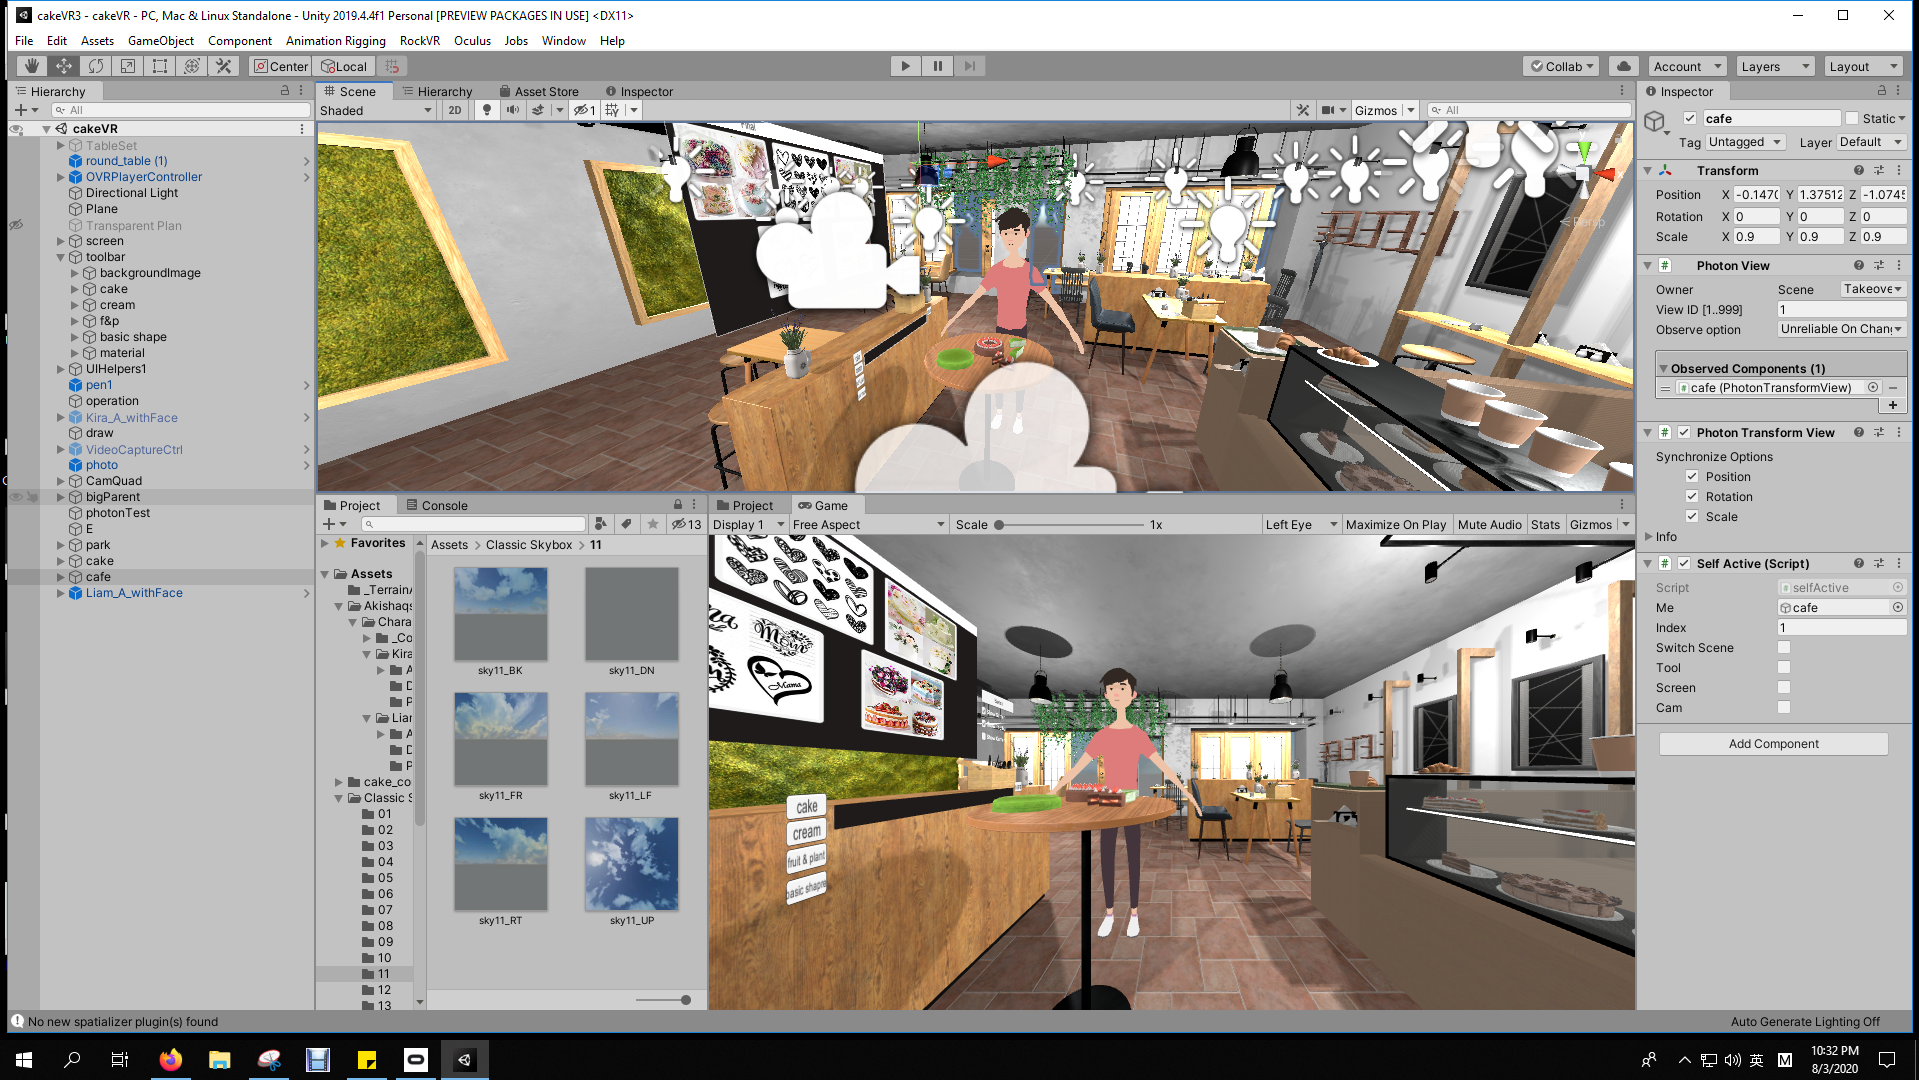 cakeVR3 - cakeVR - PC, Mac & Linux Standalone - Unity 2019.4.4f1 Personal [PREVIEW PACKAGES IN USE] <DX11>
File Edit Assets GameObject Component Animation Rigging RockVR Oculus Jobs Window Help
Center Local Collab Account Layers Layout
Hierarchy
All
cakeVR
TableSet
round_table (1)
OVRPlayerController
Directional Light
Plane
Transparent Plan
screen
toolbar
backgroundImage
cake
cream
f&p
basic shape
material
UIHelpers1
pen1
operation
Kira_A_withFace
draw
VideoCaptureCtrl
photo
CamQuad
bigParent
photonTest
E
park
cake
cafe
Liam_A_withFace
Scene Hierarchy Asset Store Inspector
Shaded 2D 1 Gizmos All
Persp
Project Console
13
Favorites
Assets
_Terrain
Akishaqs
Chara
_Co
Kira
A
D
P
Liar
A
D
P
cake_co
Classic S
01
02
03
04
05
06
07
08
09
10
11
12
13
Assets > Classic Skybox > 11
sky11_BK sky11_DN
sky11_FR sky11_LF
sky11_RT sky11_UP
Project Game
Display 1 Free Aspect Scale 1x Left Eye Maximize On Play Mute Audio Stats Gizmos
Mom
Mama
cake
cream
fruit & plant
basic shapre
Inspector
cafe Static
Tag Untagged Layer Default
Transform
Position X -0.1470 Y 1.37512 Z -1.0745
Rotation X 0 Y 0 Z 0
Scale X 0.9 Y 0.9 Z 0.9
Photon View
Owner Scene Takeove
View ID [1..999] 1
Observe option Unreliable On Chang
Observed Components (1)
cafe (PhotonTransformView)
Photon Transform View
Synchronize Options
Position
Rotation
Scale
Info
Self Active (Script)
Script selfActive
Me cafe
Index 1
Switch Scene
Tool
Screen
Cam
Add Component
No new spatializer plugin(s) found
Auto Generate Lighting Off
英 M 10:32 PM
8/3/2020